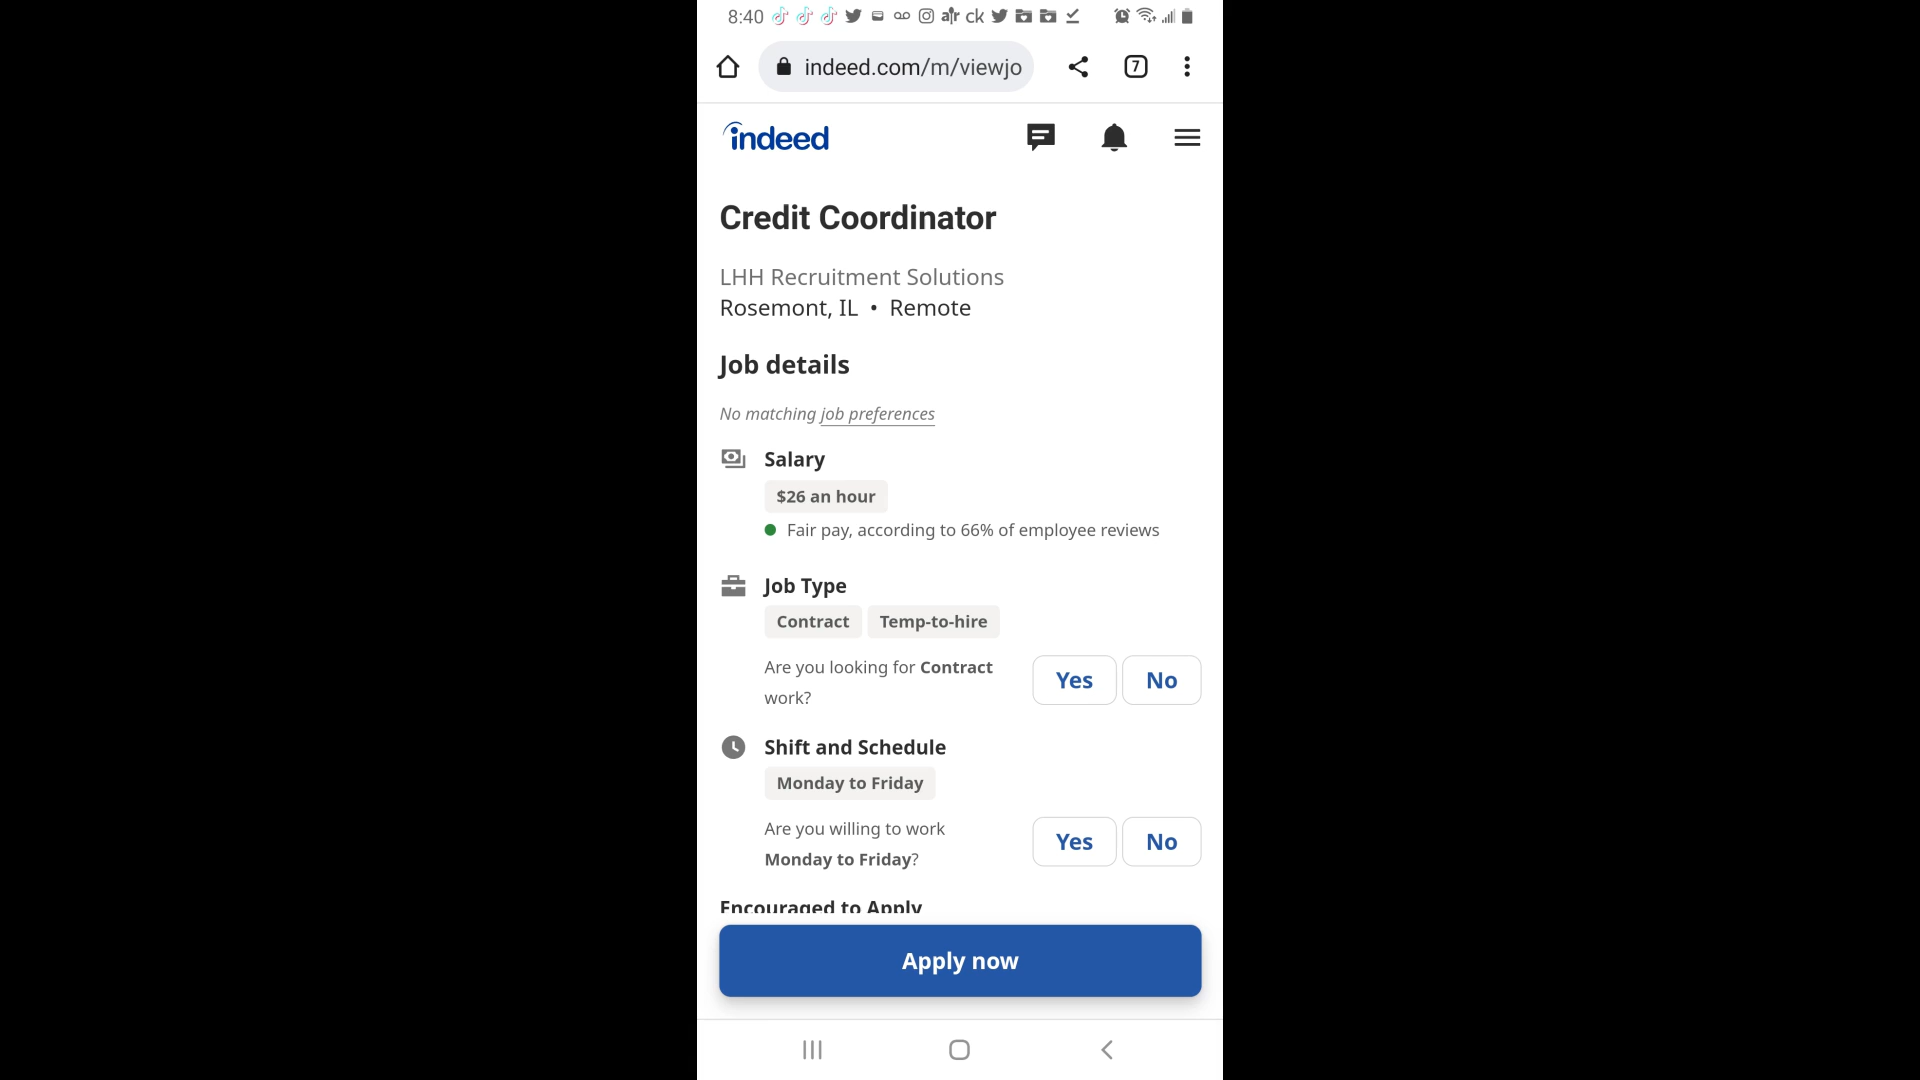 8:40
ck
indeed.com/m/viewjo
7
indeed
Credit Coordinator
LHH Recruitment Solutions
Rosemont, IL • Remote
Job details
No matching job preferences
Salary
$26 an hour
Fair pay, according to 66% of employee reviews
Job Type
Contract Temp-to-hire
Are you looking for Contract work?
Yes No
Shift and Schedule
Monday to Friday
Are you willing to work
Monday to Friday?
Yes No
Encouraged to Apply
Apply now